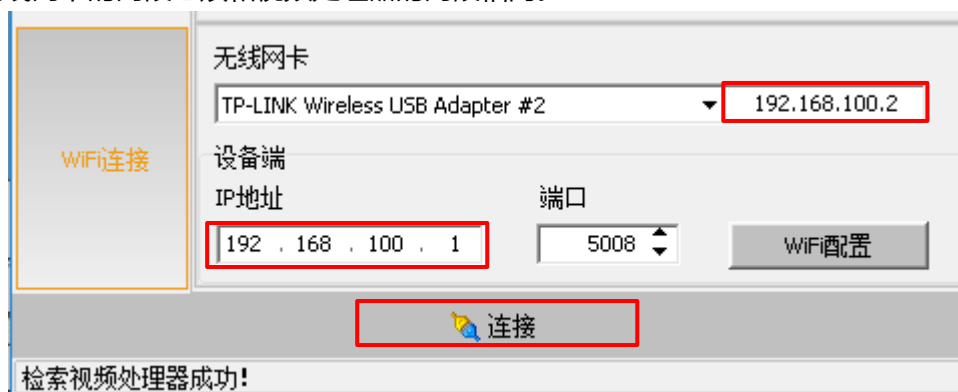 无线网卡
TP-LINK Wireless USB Adapter #2 192.168.100.2
WiFi连接
设备端
IP地址 端口
192 . 168 . 100 . 1 5008 WiFi配置
连接
检索视频处理器成功!